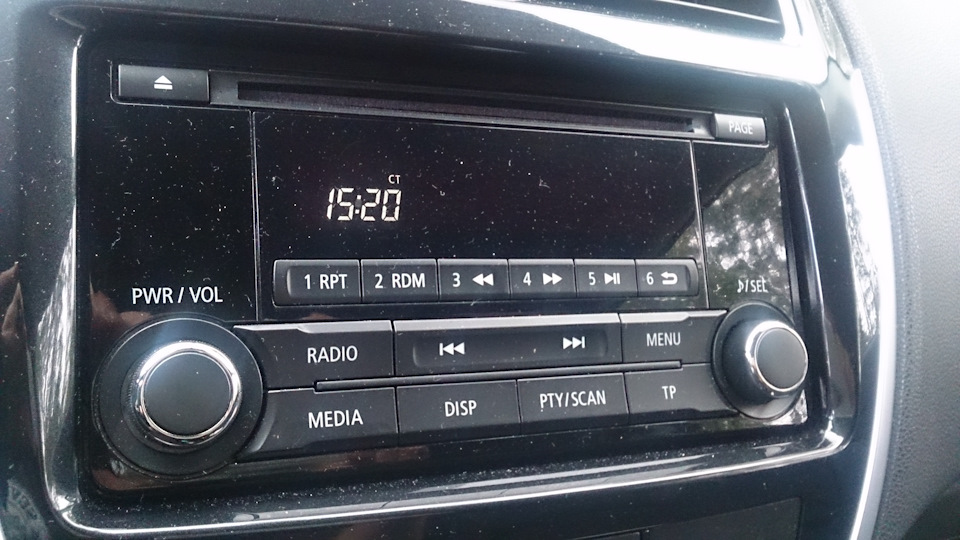 PAGE
CT
15:20
1 RPT 2 RDM 3 4 5 6
PWR / VOL
/SEL
RADIO MENU
MEDIA DISP PTY/SCAN TP